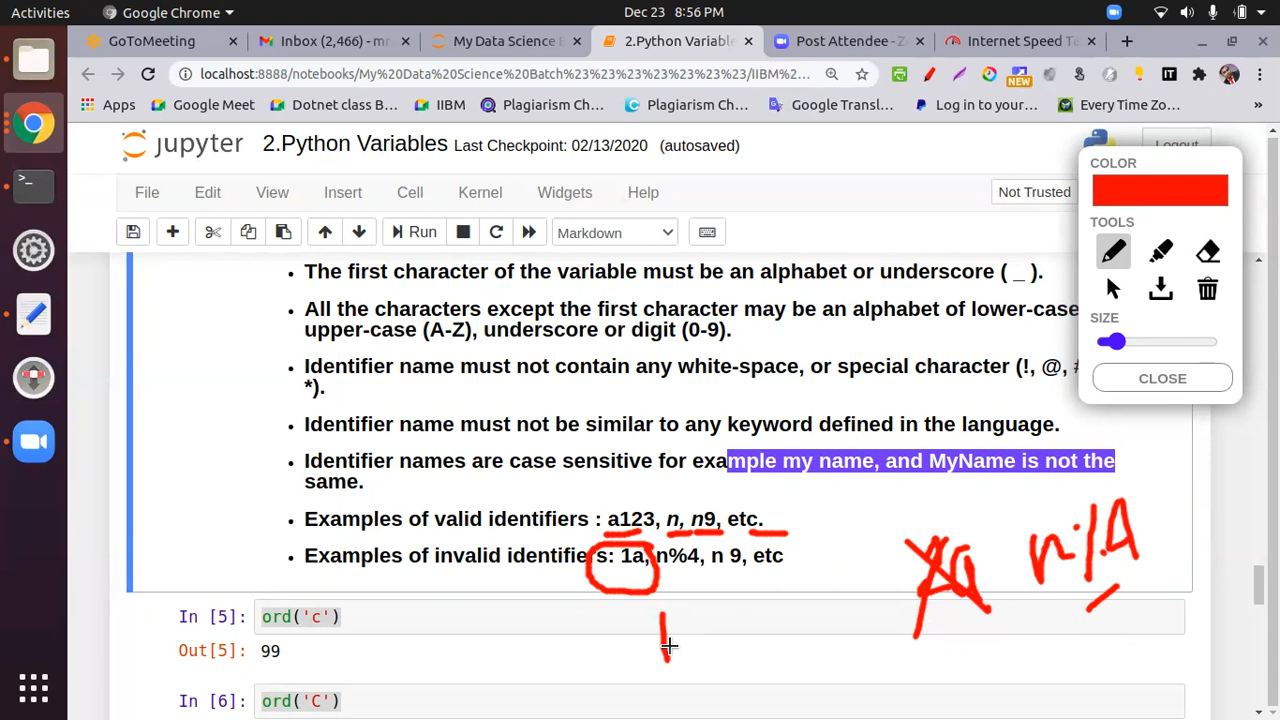 Activities
Google Chrome
Dec 23 8:56 PM
GoToMeeting
Inbox (2,466) - mr
My Data Science B
2.Python Variable
Post Attendee - Z
Internet Speed Te
localhost:8888/notebooks/My%20Data%20Science%20Batch%23%23%23%23%23%23%23/IIBM%2...
NEW
IT
Apps
Google Meet
Dotnet class B...
IIBM
Plagiarism Ch...
Plagiarism Ch...
Google Transl...
Log in to your...
Every Time Zo...
»
jupyter
2.Python Variables Last Checkpoint: 02/13/2020 (autosaved)
Logout
File
Edit
View
Insert
Cell
Kernel
Widgets
Help
Not Trusted
Run
Markdown
COLOR
TOOLS
SIZE
CLOSE
• The first character of the variable must be an alphabet or underscore ( _ ).
• All the characters except the first character may be an alphabet of lower-case
upper-case (A-Z), underscore or digit (0-9).
• Identifier name must not contain any white-space, or special character (!, @, #
*).
• Identifier name must not be similar to any keyword defined in the language.
• Identifier names are case sensitive for example my name, and MyName is not the
same.
• Examples of valid identifiers : a123, n, n9, etc.
• Examples of invalid identifiers: 1a, n%4, n 9, etc
In [5]: ord('c')
Out[5]: 99
In [6]: ord('C')